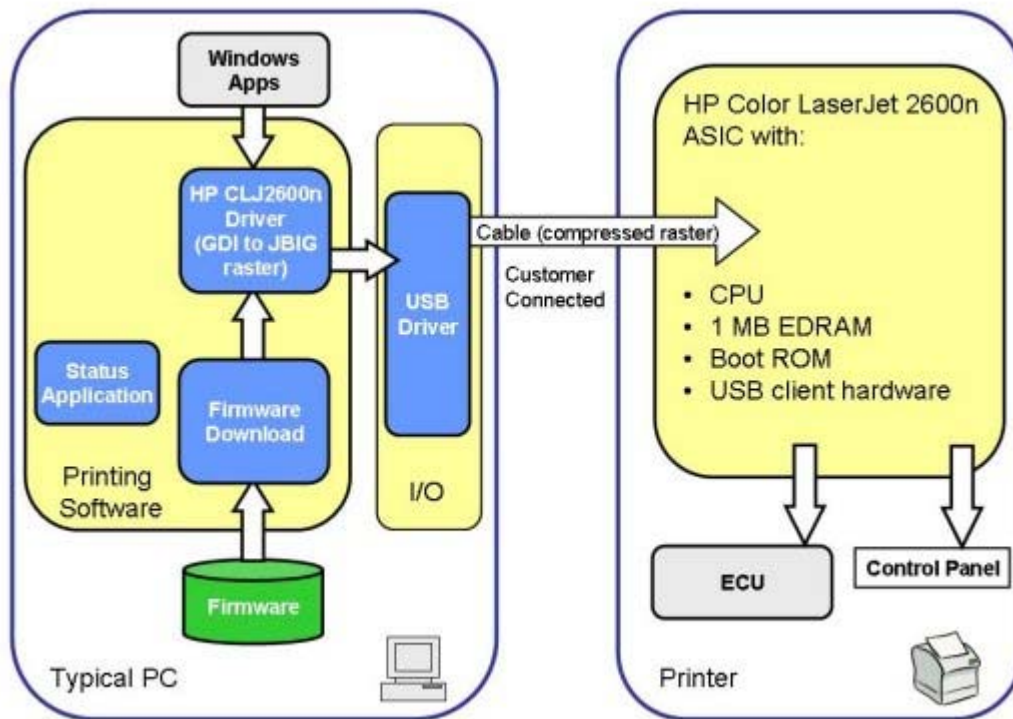 Windows
Apps
HP CLJ2600n
Driver
(GDI to JBIG
raster)
Status
Application
Firmware
Download
Printing
Software
Firmware
Typical PC
USB
Driver
I/O
Cable (compressed raster)
Customer
Connected
HP Color LaserJet 2600n
ASIC with:
• CPU
• 1 MB EDRAM
• Boot ROM
• USB client hardware
ECU
Control Panel
Printer